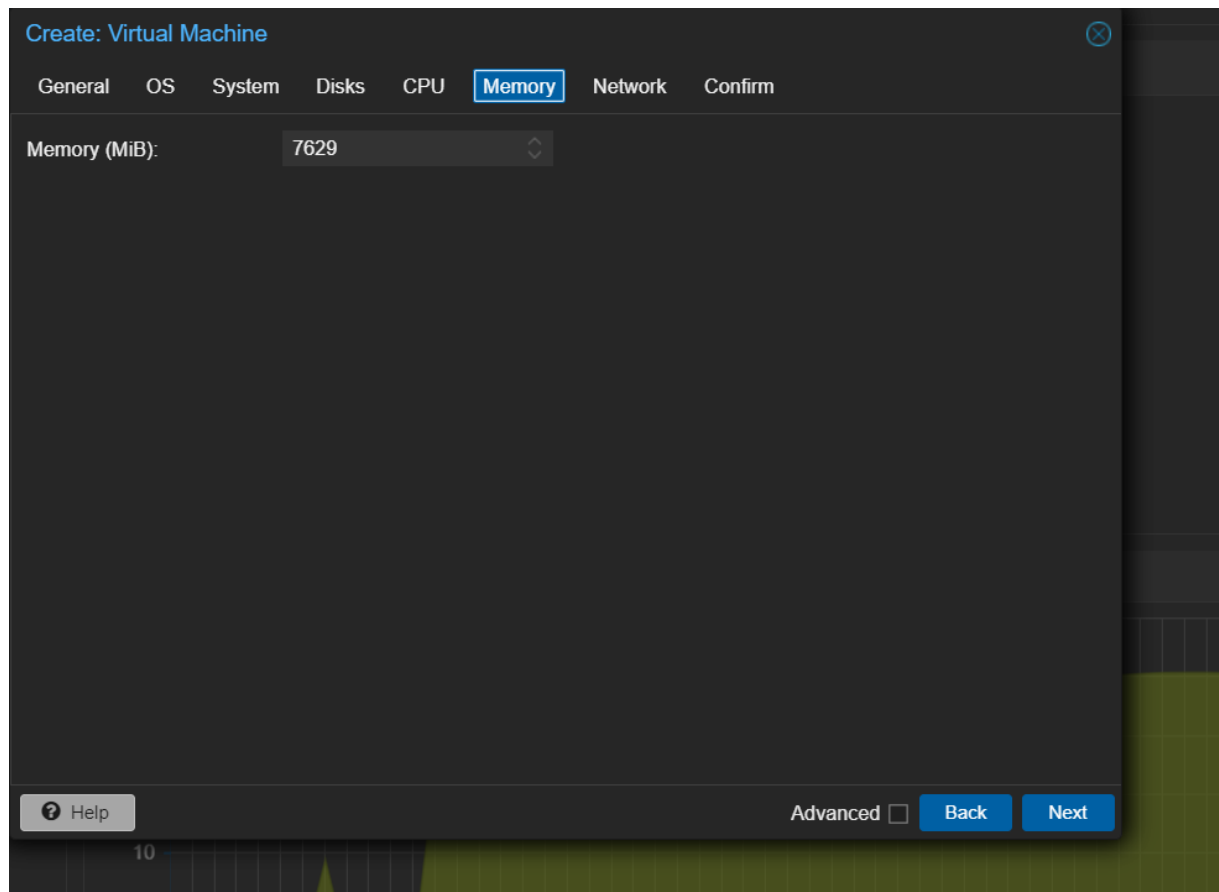 Create: Virtual Machine
General OS System Disks CPU Memory Network Confirm
Memory (MiB): 7629
Help Advanced Back Next
10